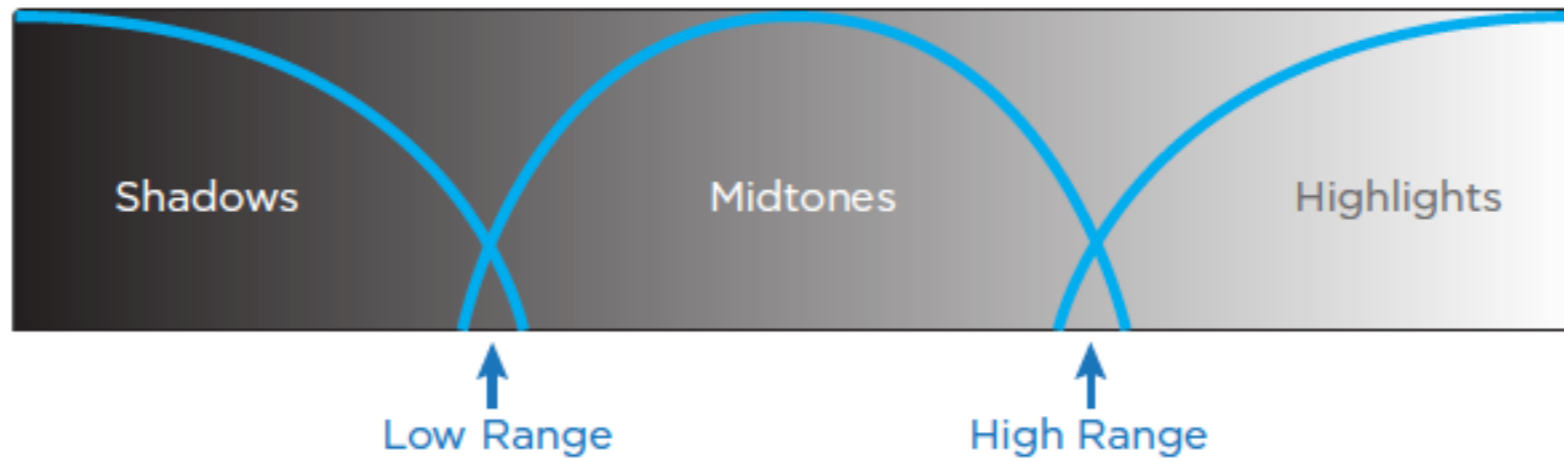 Shadows
Midtones
Highlights
Low Range
High Range